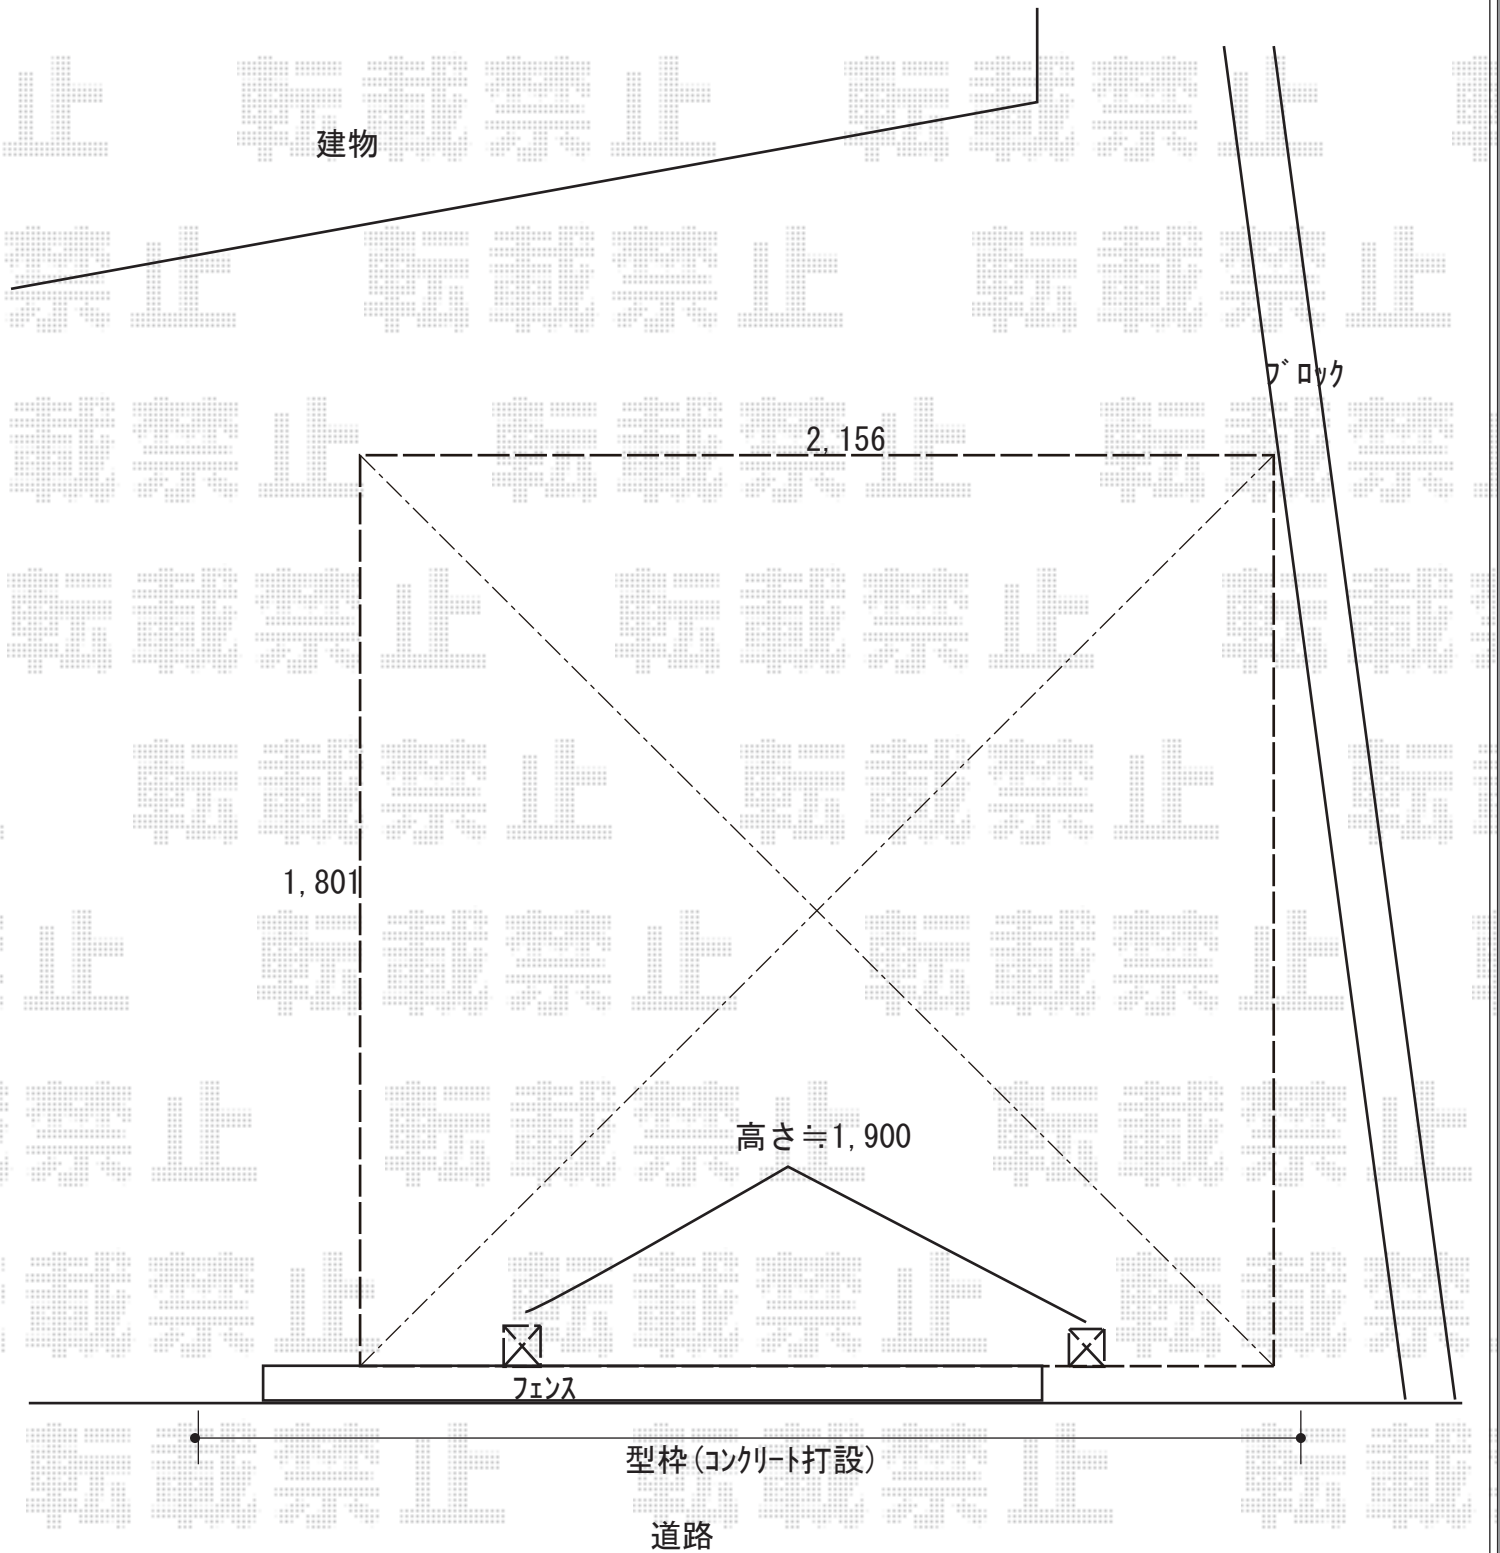 建物
ブロック
2,156
1,801
高さ≒1,900
フェンス
型枠(コンクリート打設)
道路
転載禁止